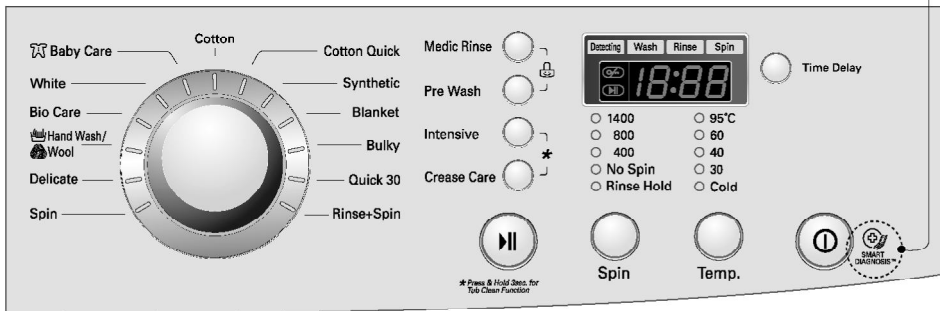 Baby Care
White
Bio Care
Hand Wash/
Wool
Delicate
Spin
Cotton
Cotton Quick
Synthetic
Blanket
Bulky
Quick 30
Rinse+Spin
Medic Rinse
Pre Wash
Intensive
*
Crease Care
* Press & Hold 3sec. for
Tub Clean Function
Detecting Wash Rinse Spin
18:88
Time Delay
1400
800
400
No Spin
Rinse Hold
95°C
60
40
30
Cold
Spin
Temp.
SMART
DIAGNOSIS™